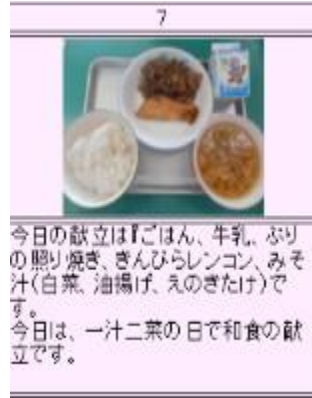 7
今日の献立は『ごはん、牛乳、ぶり
の照り焼き、きんぴらレンコン、みそ
汁(白菜、油揚げ、えのきたけ)で
す。
今日は、一汁二菜の日で和食の献
立です。